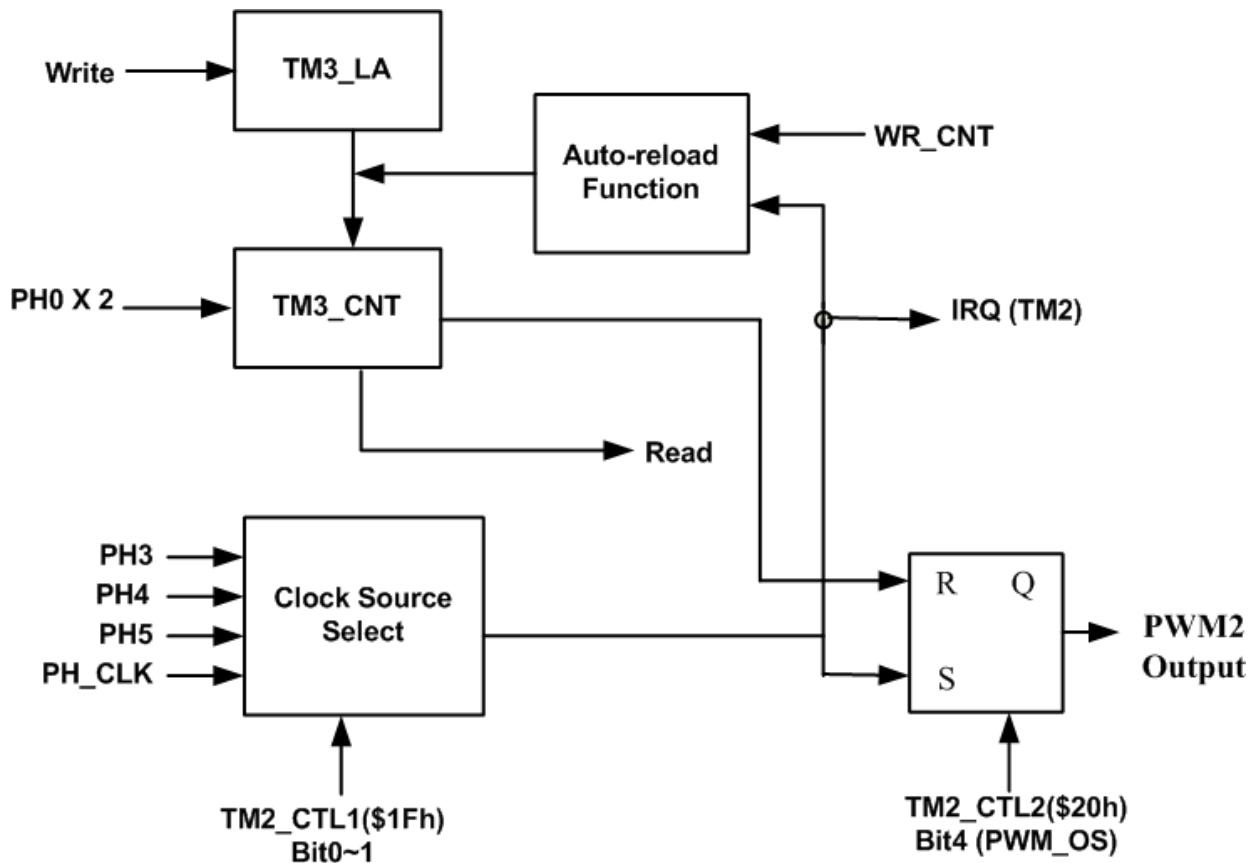 TM3_LA
Write
WR_CNT
Auto-reload
Function
PH0 X 2
TM3_CNT
IRQ (TM2)
Read
PH3
PH4
PH5
PH_CLK
Clock Source
Select
R
Q
S
PWM2
Output
TM2_CTL1($1Fh)
Bit0~1
TM2_CTL2($20h)
Bit4 (PWM_OS)